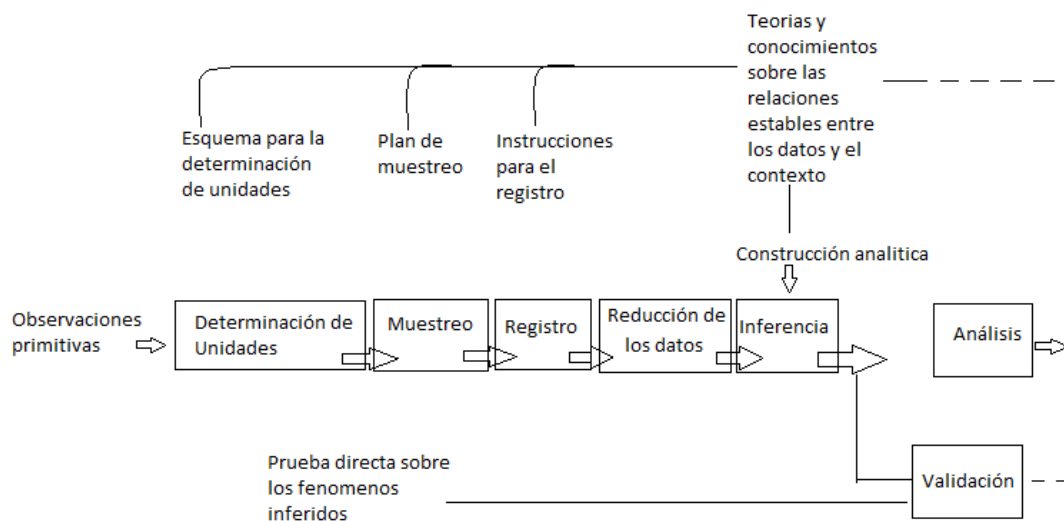 Teorías y
conocimientos
sobre las
relaciones
estables entre
los datos y el
contexto
Esquema para la
determinación
de unidades
Plan de
muestreo
Instrucciones
para el
registro
Construcción analitica
Observaciones
primitivas
Determinación de
Unidades
Muestreo
Registro
Reducción de
los datos
Inferencia
Análisis
Prueba directa sobre
los fenomenos
inferidos
Validación